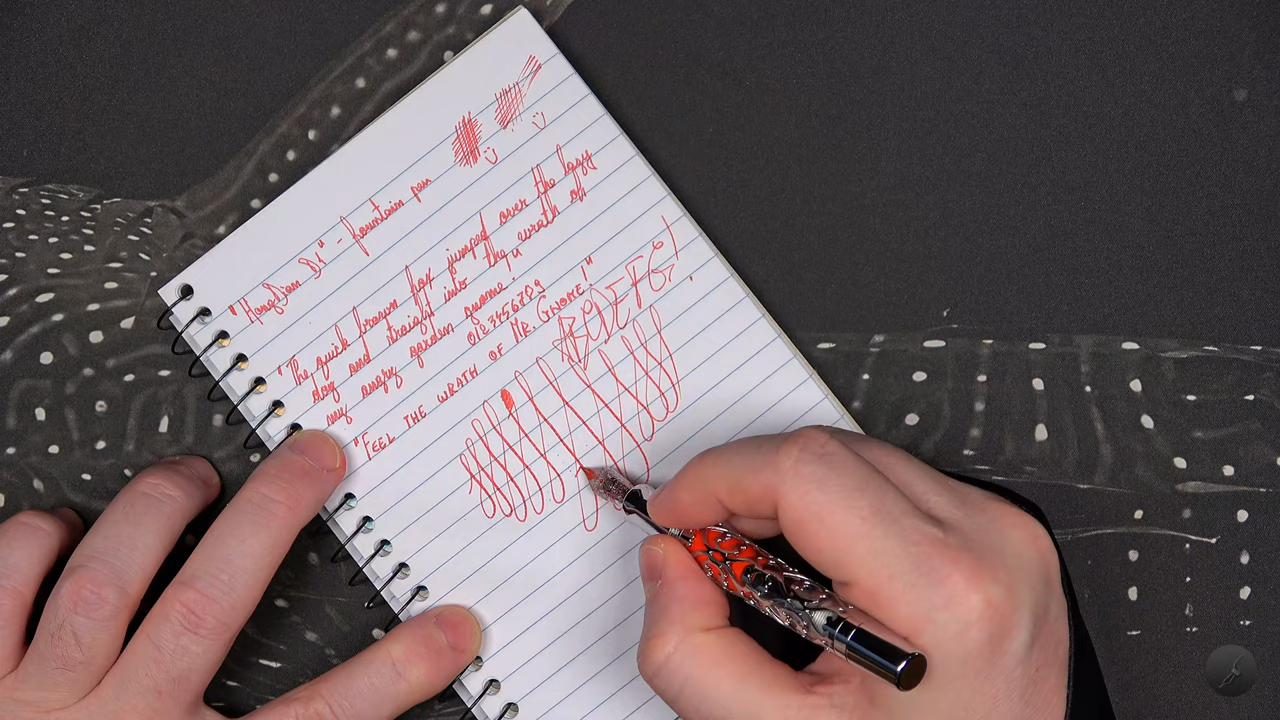 "HongDian D1" - fountain pen
"The quick brown fox jumped over the lazy
dog and straight into the wrath of
my angry garden gnome.
0123456789
"FEEL THE WRATH OF MR. GNOME!"
ABCDEFG!